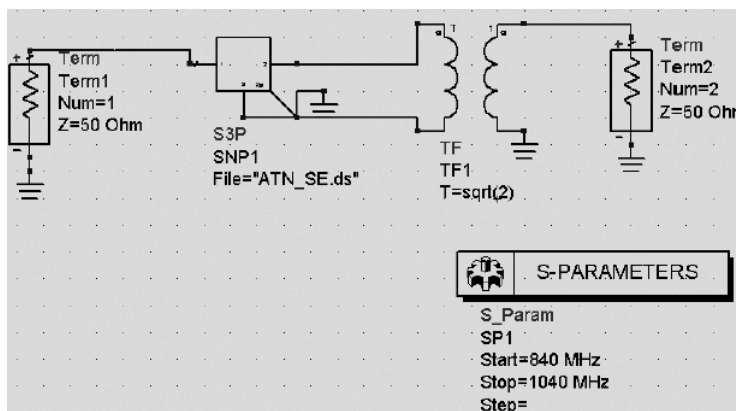 Term
Term1
Num=1
Z=50 Ohm
S3P
SNP1
File="ATN_SE.ds"
T
1
TF
TF1
T=sqrt(2)
Term
Term2
Num=2
Z=50 Ohm
S-PARAMETERS
S_Param
SP1
Start=840 MHz
Stop=1040 MHz
Step=